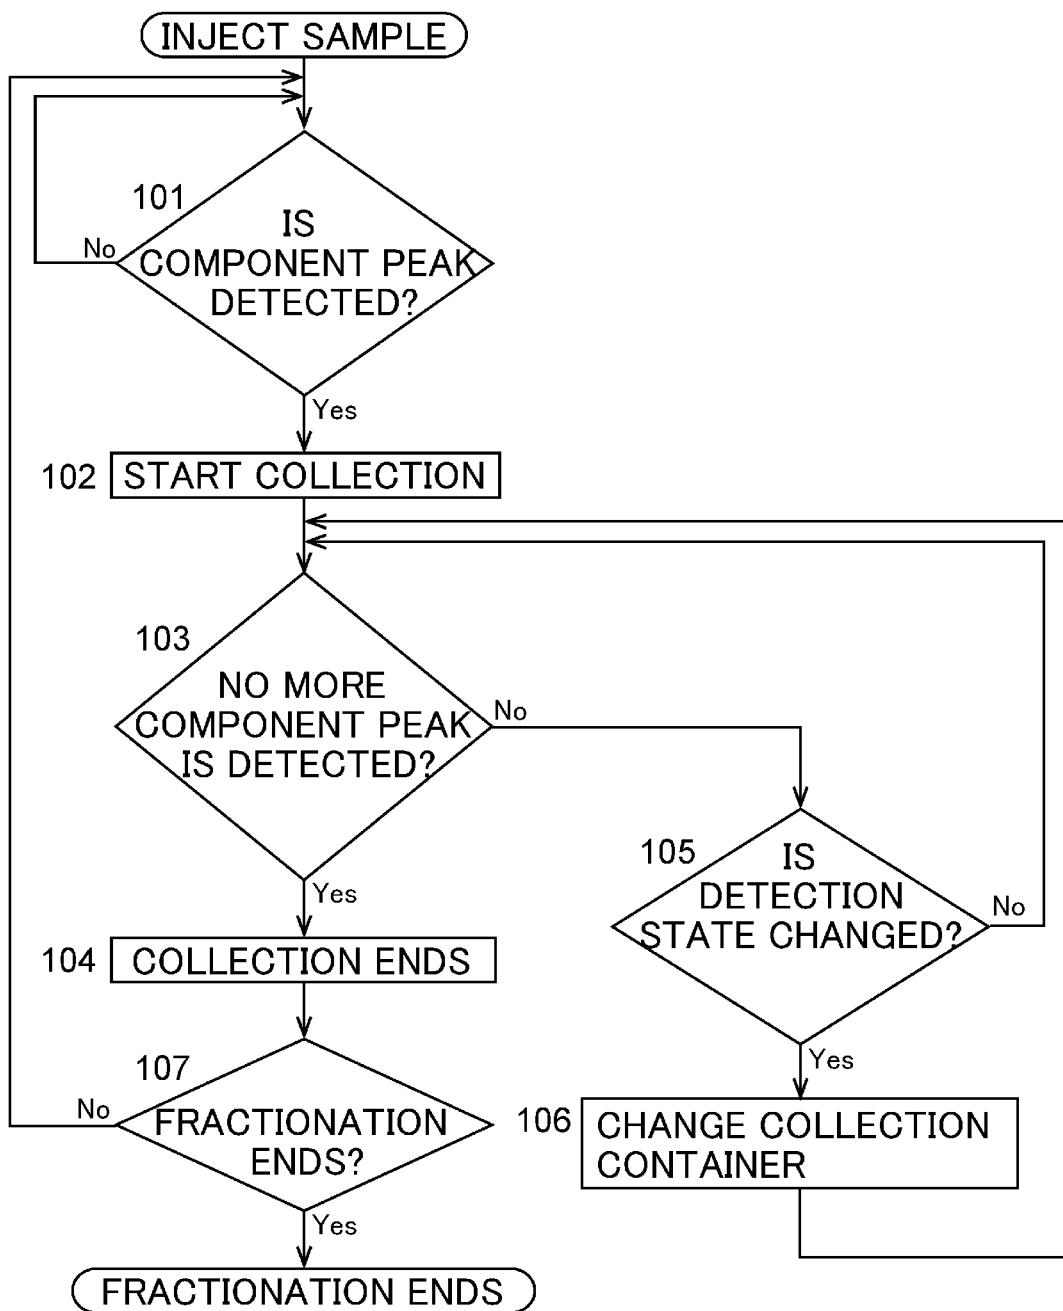 INJECT SAMPLE
101
IS
COMPONENT PEAK
DETECTED?
No
Yes
102
START COLLECTION
103
NO MORE
COMPONENT PEAK
IS DETECTED?
No
Yes
105
IS
DETECTION
STATE CHANGED?
No
Yes
104
COLLECTION ENDS
106
CHANGE COLLECTION
CONTAINER
107
FRACTIONATION
ENDS?
No
Yes
FRACTIONATION ENDS